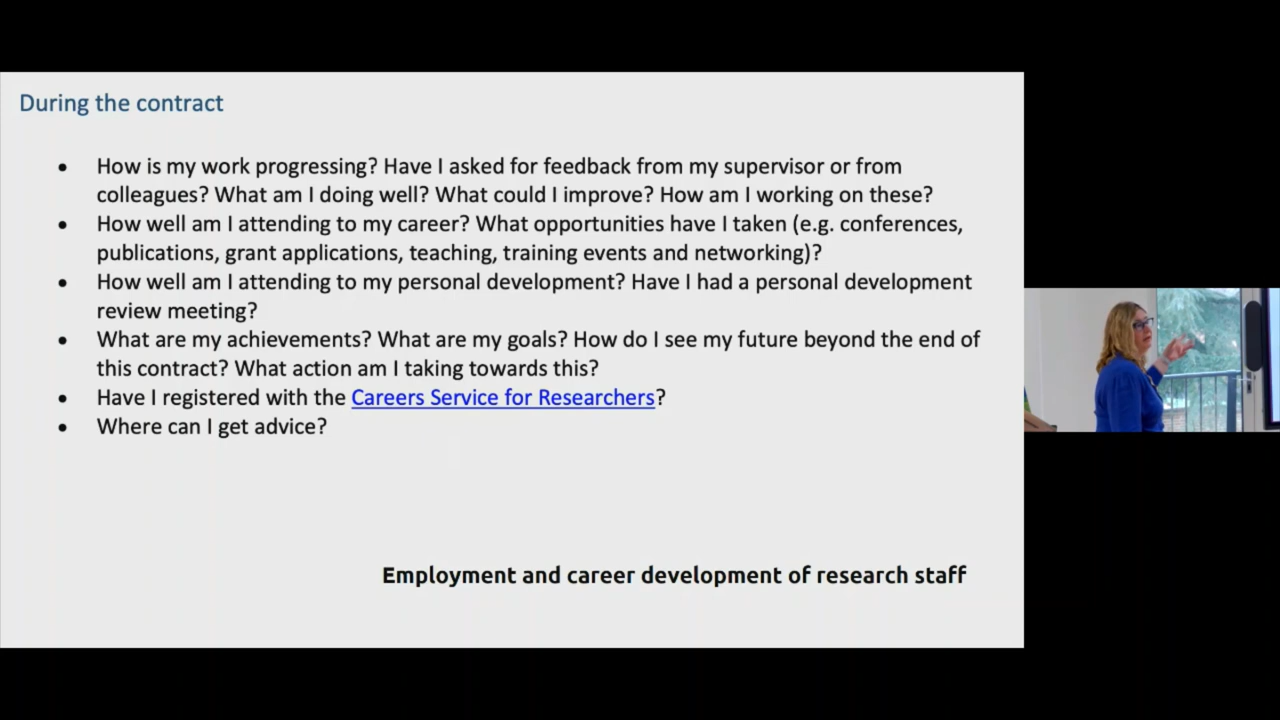 During the contract
• How is my work progressing? Have I asked for feedback from my supervisor or from
colleagues? What am I doing well? What could I improve? How am I working on these?
• How well am I attending to my career? What opportunities have I taken (e.g. conferences,
publications, grant applications, teaching, training events and networking)?
• How well am I attending to my personal development? Have I had a personal development
review meeting?
• What are my achievements? What are my goals? How do I see my future beyond the end of
this contract? What action am I taking towards this?
• Have I registered with the Careers Service for Researchers?
• Where can I get advice?
Employment and career development of research staff